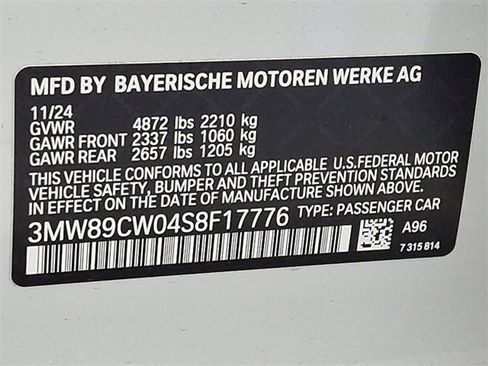 MFD BY BAYERISCHE MOTOREN WERKE AG
11/24
GVWR 4872 lbs 2210 kg
GAWR FRONT 2337 lbs 1060 kg
GAWR REAR 2657 lbs 1205 kg
THIS VEHICLE CONFORMS TO ALL APPLICABLE U.S.FEDERAL MOTOR
VEHICLE SAFETY, BUMPER AND THEFT PREVENTION STANDARDS
IN EFFECT ON THE DATE OF MANUFACTURE SHOWN ABOVE.
3MW89CW04S8F17776 TYPE: PASSENGER CAR
A96
7 315 814